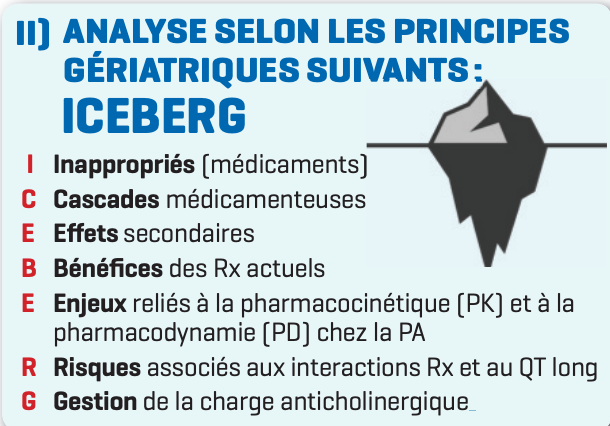 II) ANALYSE SELON LES PRINCIPES
GÉRIATRIQUES SUIVANTS :
ICEBERG
I Inappropriés (médicaments)
C Cascades médicamenteuses
E Effets secondaires
B Bénéfices des Rx actuels
E Enjeux reliés à la pharmacocinétique (PK) et à la
pharmacodynamie (PD) chez la PA
R Risques associés aux interactions Rx et au QT long
G Gestion de la charge anticholinergique